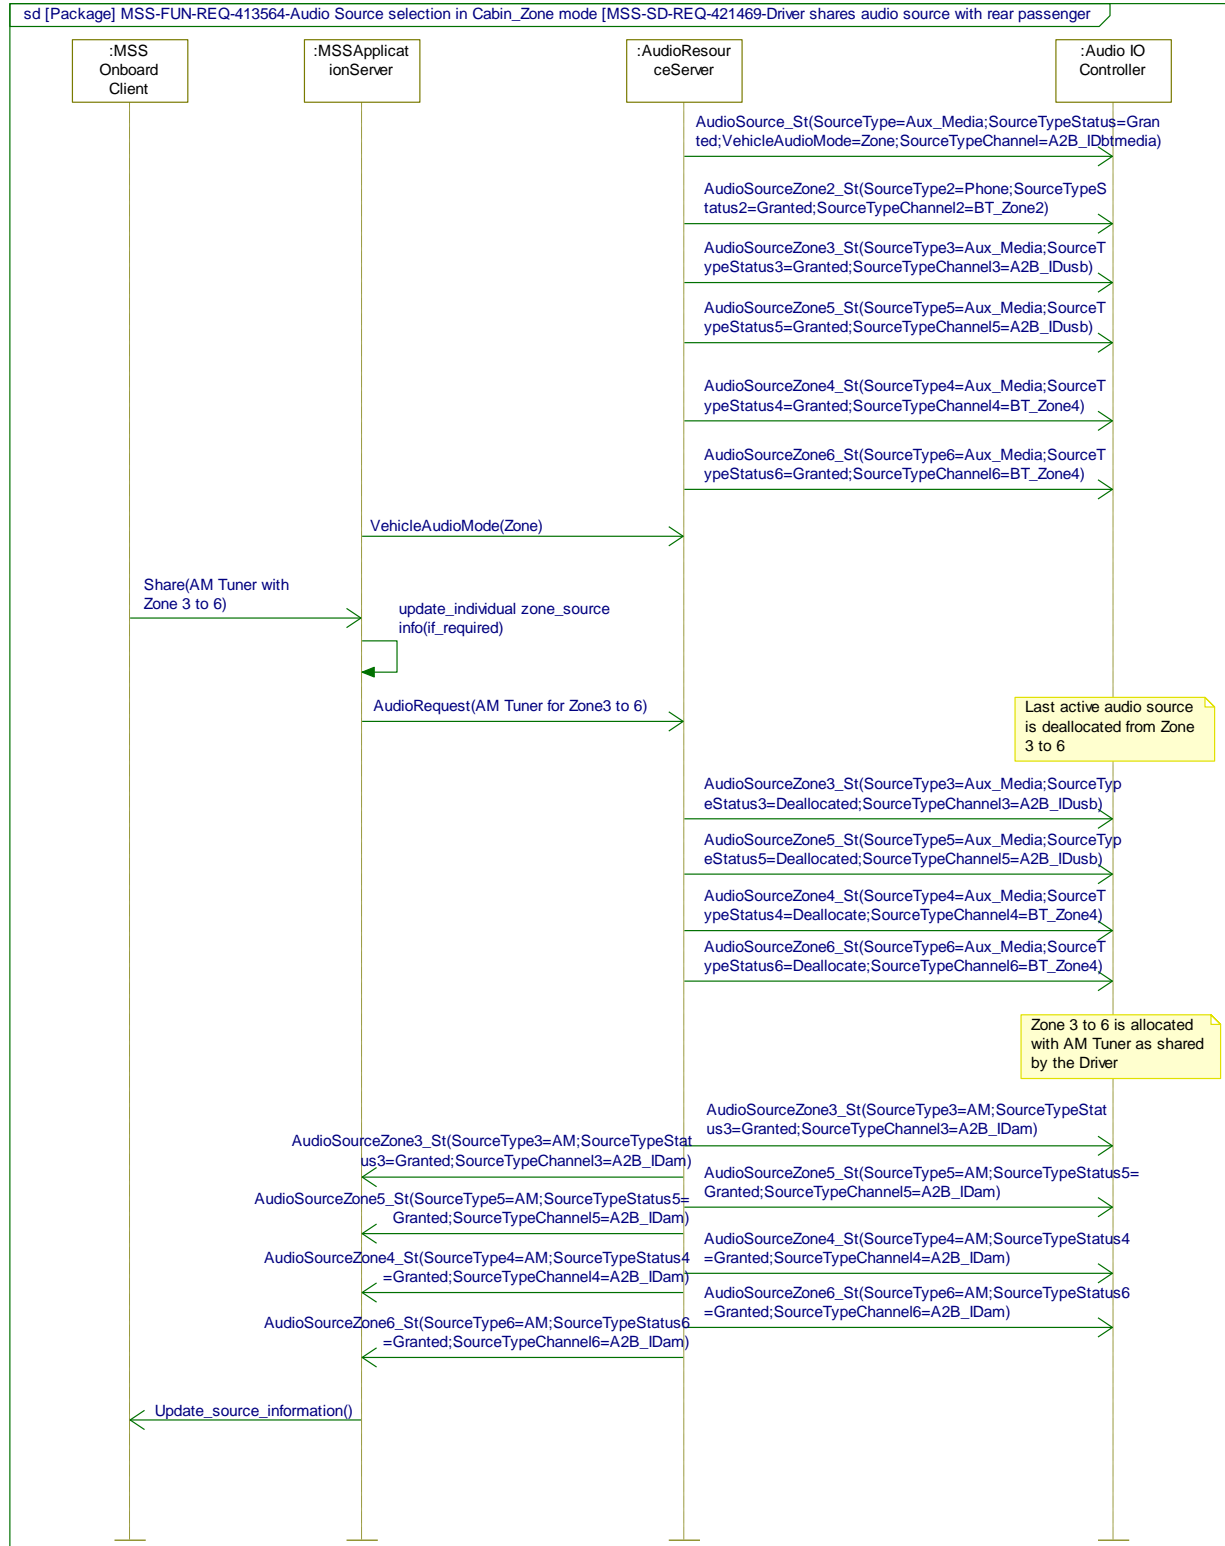 sd [Package] MSS-FUN-REQ-413564-Audio Source selection in Cabin_Zone mode [MSS-SD-REQ-421469-Driver shares audio source with rear passenger
:MSS
Onboard
Client
:MSSApplicat
ionServer
:AudioResour
ceServer
:Audio IO
Controller
AudioSource_St(SourceType=Aux_Media;SourceTypeStatus=Gran
ted;VehicleAudioMode=Zone;SourceTypeChannel=A2B_IDbtmedia)
AudioSourceZone2_St(SourceType2=Phone;SourceTypeS
tatus2=Granted;SourceTypeChannel2=BT_Zone2)
AudioSourceZone3_St(SourceType3=Aux_Media;SourceT
ypeStatus3=Granted;SourceTypeChannel3=A2B_IDusb)
AudioSourceZone5_St(SourceType5=Aux_Media;SourceT
ypeStatus5=Granted;SourceTypeChannel5=A2B_IDusb)
AudioSourceZone4_St(SourceType4=Aux_Media;SourceT
ypeStatus4=Granted;SourceTypeChannel4=BT_Zone4)
AudioSourceZone6_St(SourceType6=Aux_Media;SourceT
ypeStatus6=Granted;SourceTypeChannel6=BT_Zone4)
VehicleAudioMode(Zone)
Share(AM Tuner with
Zone 3 to 6)
update_individual zone_source
info(if_required)
AudioRequest(AM Tuner for Zone3 to 6)
Last active audio source
is deallocated from Zone
3 to 6
AudioSourceZone3_St(SourceType3=Aux_Media;SourceTyp
eStatus3=Deallocated;SourceTypeChannel3=A2B_IDusb)
AudioSourceZone5_St(SourceType5=Aux_Media;SourceTyp
eStatus5=Deallocated;SourceTypeChannel5=A2B_IDusb)
AudioSourceZone4_St(SourceType4=Aux_Media;SourceT
ypeStatus4=Deallocate;SourceTypeChannel4=BT_Zone4)
AudioSourceZone6_St(SourceType6=Aux_Media;SourceT
ypeStatus6=Deallocate;SourceTypeChannel6=BT_Zone4)
Zone 3 to 6 is allocated
with AM Tuner as shared
by the Driver
AudioSourceZone3_St(SourceType3=AM;SourceTypeStat
us3=Granted;SourceTypeChannel3=A2B_IDam)
AudioSourceZone3_St(SourceType3=AM;SourceTypeStat
us3=Granted;SourceTypeChannel3=A2B_IDam)
AudioSourceZone5_St(SourceType5=AM;SourceTypeStatus5=
Granted;SourceTypeChannel5=A2B_IDam)
AudioSourceZone5_St(SourceType5=AM;SourceTypeStatus5=
Granted;SourceTypeChannel5=A2B_IDam)
AudioSourceZone4_St(SourceType4=AM;SourceTypeStatus4
=Granted;SourceTypeChannel4=A2B_IDam)
AudioSourceZone4_St(SourceType4=AM;SourceTypeStatus4
=Granted;SourceTypeChannel4=A2B_IDam)
AudioSourceZone6_St(SourceType6=AM;SourceTypeStatus6
=Granted;SourceTypeChannel6=A2B_IDam)
AudioSourceZone6_St(SourceType6=AM;SourceTypeStatus6
=Granted;SourceTypeChannel6=A2B_IDam)
Update_source_information()